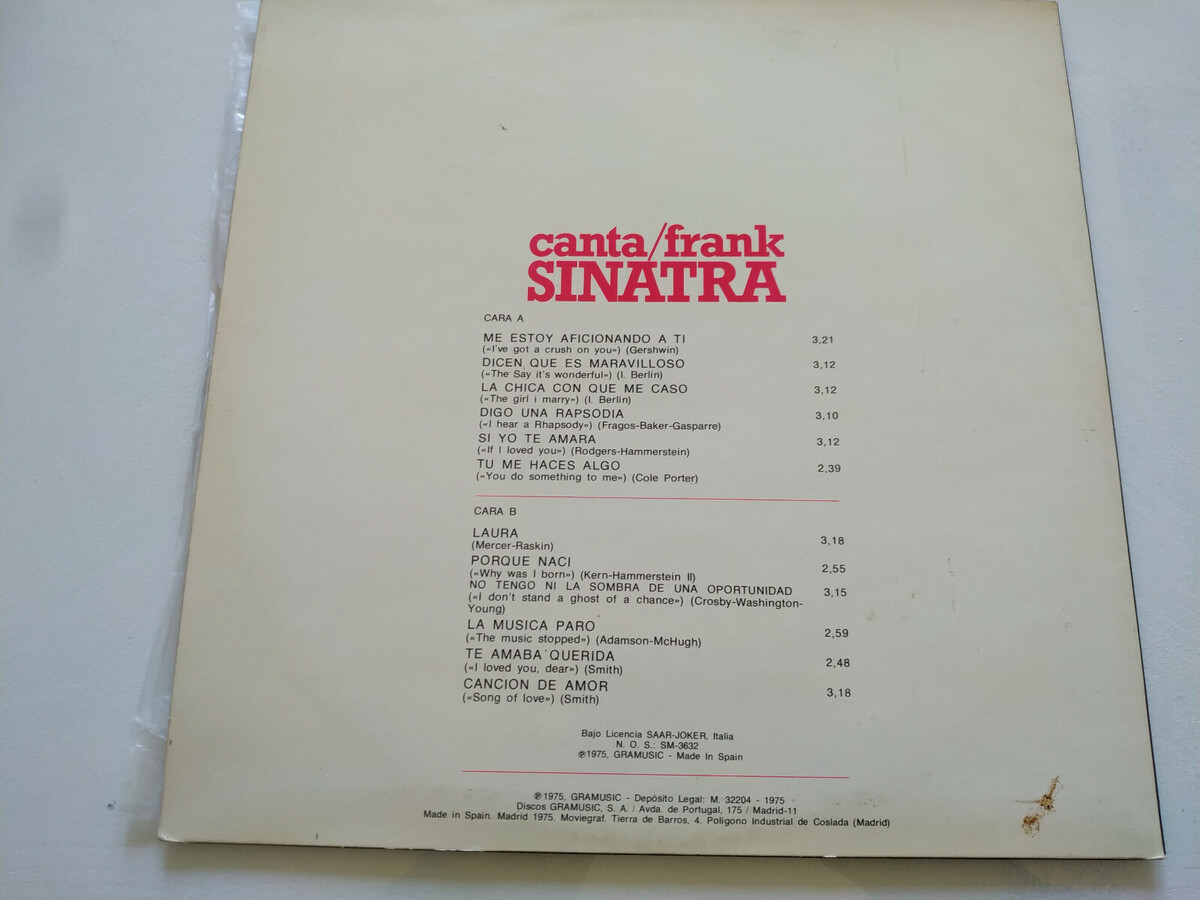 canta/frank
SINATRA
CARA A
ME ESTOY AFICIONANDO A TI 3,21
(«I've got a crush on you») (Gershwin)
DICEN QUE ES MARAVILLOSO 3,12
(«The Say it's wonderful») (I. Berlin)
LA CHICA CON QUE ME CASO 3,12
(«The girl i marry») (I. Berlin)
DIGO UNA RAPSODIA 3,10
(«I hear a Rhapsody») (Fragos-Baker-Gasparre)
SI YO TE AMARA 3,12
(«If I loved you») (Rodgers-Hammerstein)
TU ME HACES ALGO 2,39
(«You do something to me») (Cole Porter)
CARA B
LAURA 3,18
(Mercer-Raskin)
PORQUE NACI 2,55
(«Why was I born») (Kern-Hammerstein II)
NO TENGO NI LA SOMBRA DE UNA OPORTUNIDAD 3,15
(«I don't stand a ghost of a chance») (Crosby-Washington-
Young)
LA MUSICA PARO 2,59
(«The music stopped») (Adamson-McHugh)
TE AMABA QUERIDA 2,48
(«I loved you, dear») (Smith)
CANCION DE AMOR 3,18
(«Song of love») (Smith)
Bajo Licencia SAAR-JOKER, Italia
N. O. S.: SM-3632
℗1975, GRAMUSIC - Made In Spain
℗1975, GRAMUSIC - Depósito Legal: M. 32204 - 1975
Discos GRAMUSIC, S. A. / Avda. de Portugal, 175 / Madrid-11
Made in Spain. Madrid 1975. Moviegraf. Tierra de Barros, 4. Polígono Industrial de Coslada (Madrid)